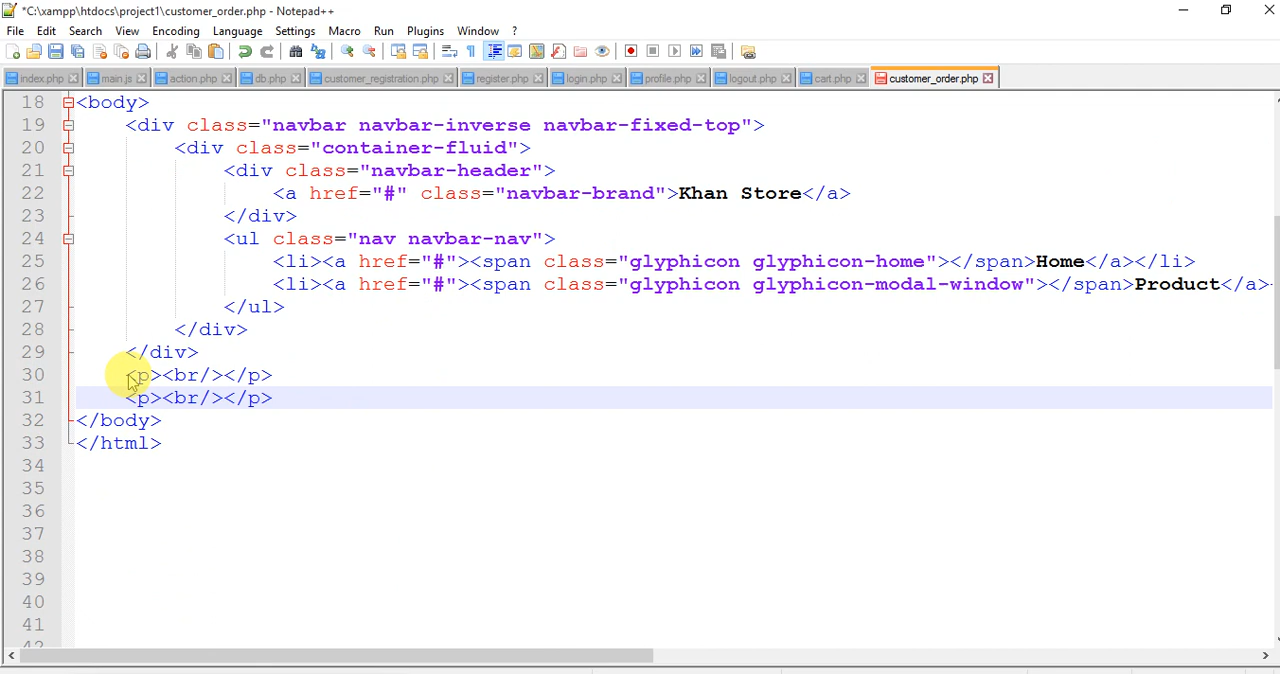 *C:\xampp\htdocs\project1\customer_order.php - Notepad++
File Edit Search View Encoding Language Settings Macro Run Plugins Window ?
index.php main.js action.php db.php customer_registration.php register.php login.php profile.php logout.php cart.php customer_order.php
18 <body>
19 <div class="navbar navbar-inverse navbar-fixed-top">
20 <div class="container-fluid">
21 <div class="navbar-header">
22 <a href="#" class="navbar-brand">Khan Store</a>
23 </div>
24 <ul class="nav navbar-nav">
25 <li><a href="#"><span class="glyphicon glyphicon-home"></span>Home</a></li>
26 <li><a href="#"><span class="glyphicon glyphicon-modal-window"></span>Product</a>
27 </ul>
28 </div>
29 </div>
30 <p><br/></p>
31 <p><br/></p>
32 </body>
33 </html>
34
35
36
37
38
39
40
41
42